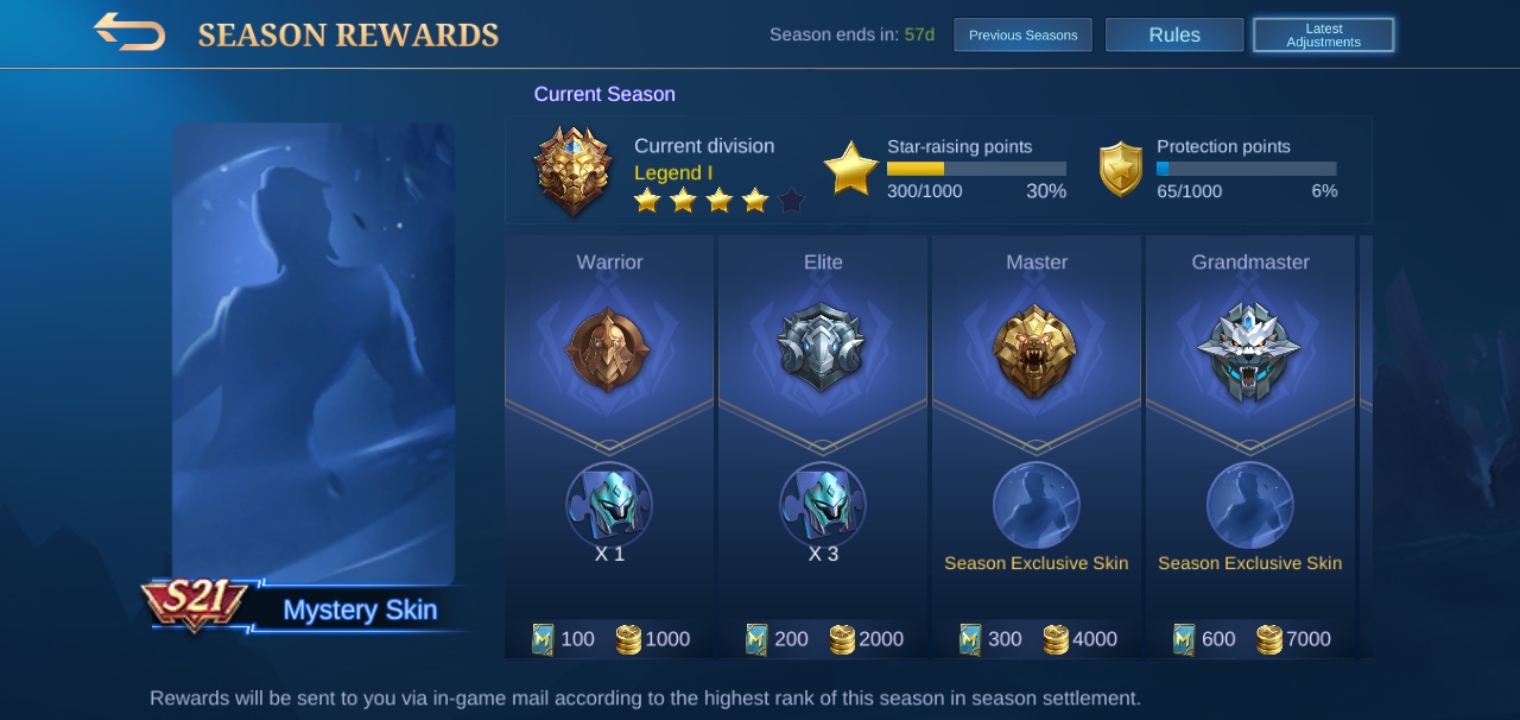 SEASON REWARDS
Season ends in: 57d
Previous Seasons
Rules
Latest
Adjustments
Current Season
Current division
Legend I
Star-raising points
300/1000 30%
Protection points
65/1000 6%
Warrior
X 1
M 100 1000
Elite
X 3
M 200 2000
Master
Season Exclusive Skin
M 300 4000
Grandmaster
Season Exclusive Skin
M 600 7000
S21
Mystery Skin
Rewards will be sent to you via in-game mail according to the highest rank of this season in season settlement.